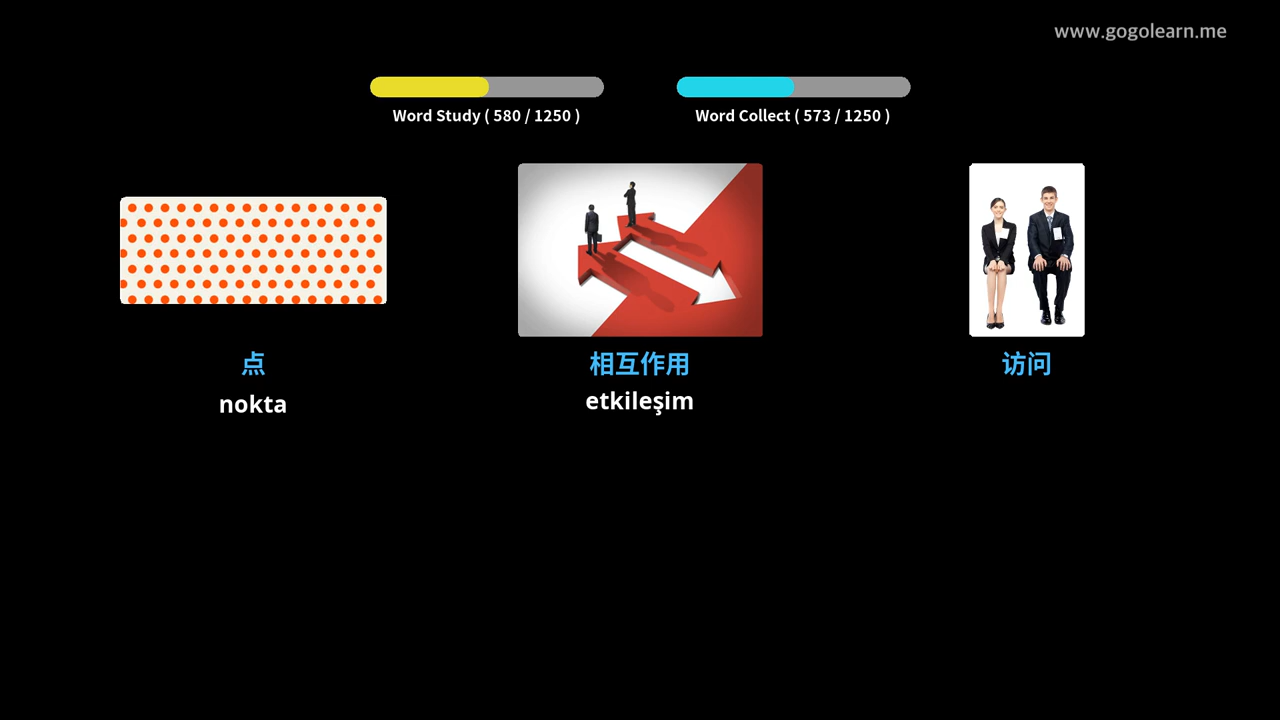 www.gogolearn.me
Word Study ( 580 / 1250 )
Word Collect ( 573 / 1250 )
点
相互作用
访问
nokta
etkileşim